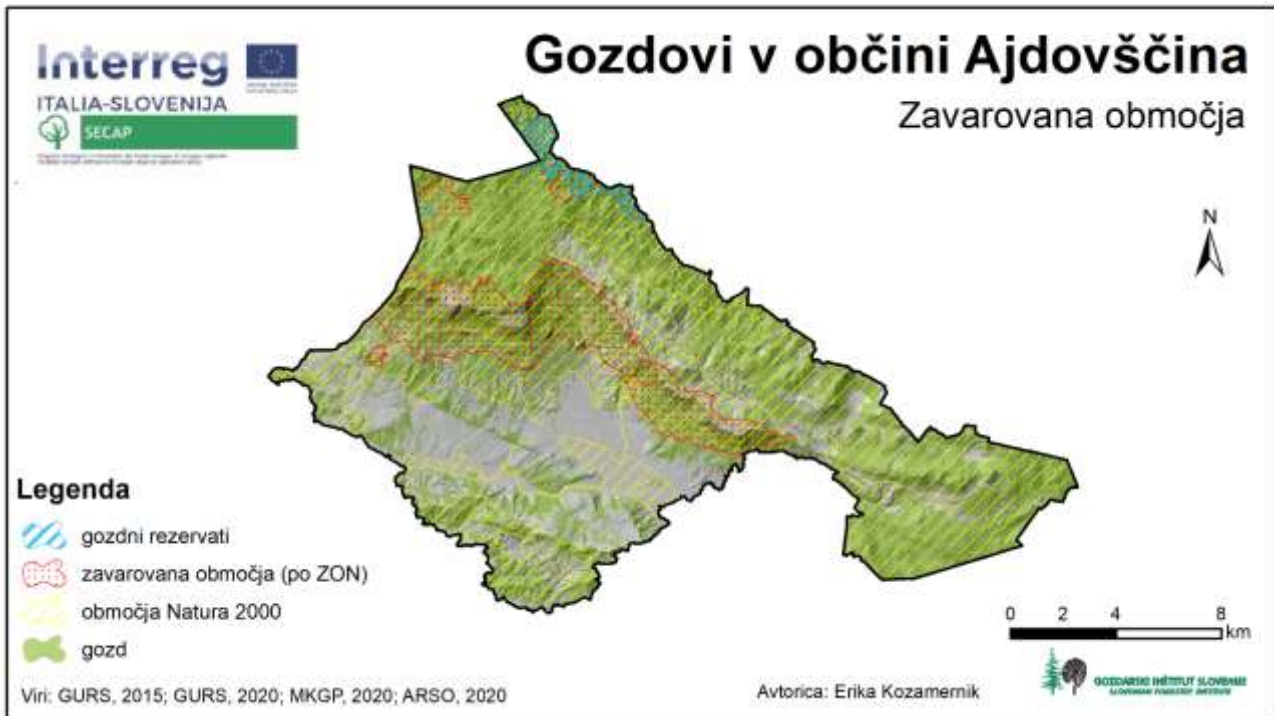 Interreg
ITALIA-SLOVENIJA
SECAP
Gozdovi v občini Ajdovščina
Zavarovana območja
N
Legenda
gozdni rezervati
zavarovana območja (po ZON)
območja Natura 2000
gozd
0 2 4 8
km
Viri: GURS, 2015; GURS, 2020; MKGP, 2020; ARSO, 2020
Avtorica: Erika Kozamernik
GOZDARSKI INŠTITUT SLOVENIJE
SLOVENIAN FORESTRY INSTITUTE